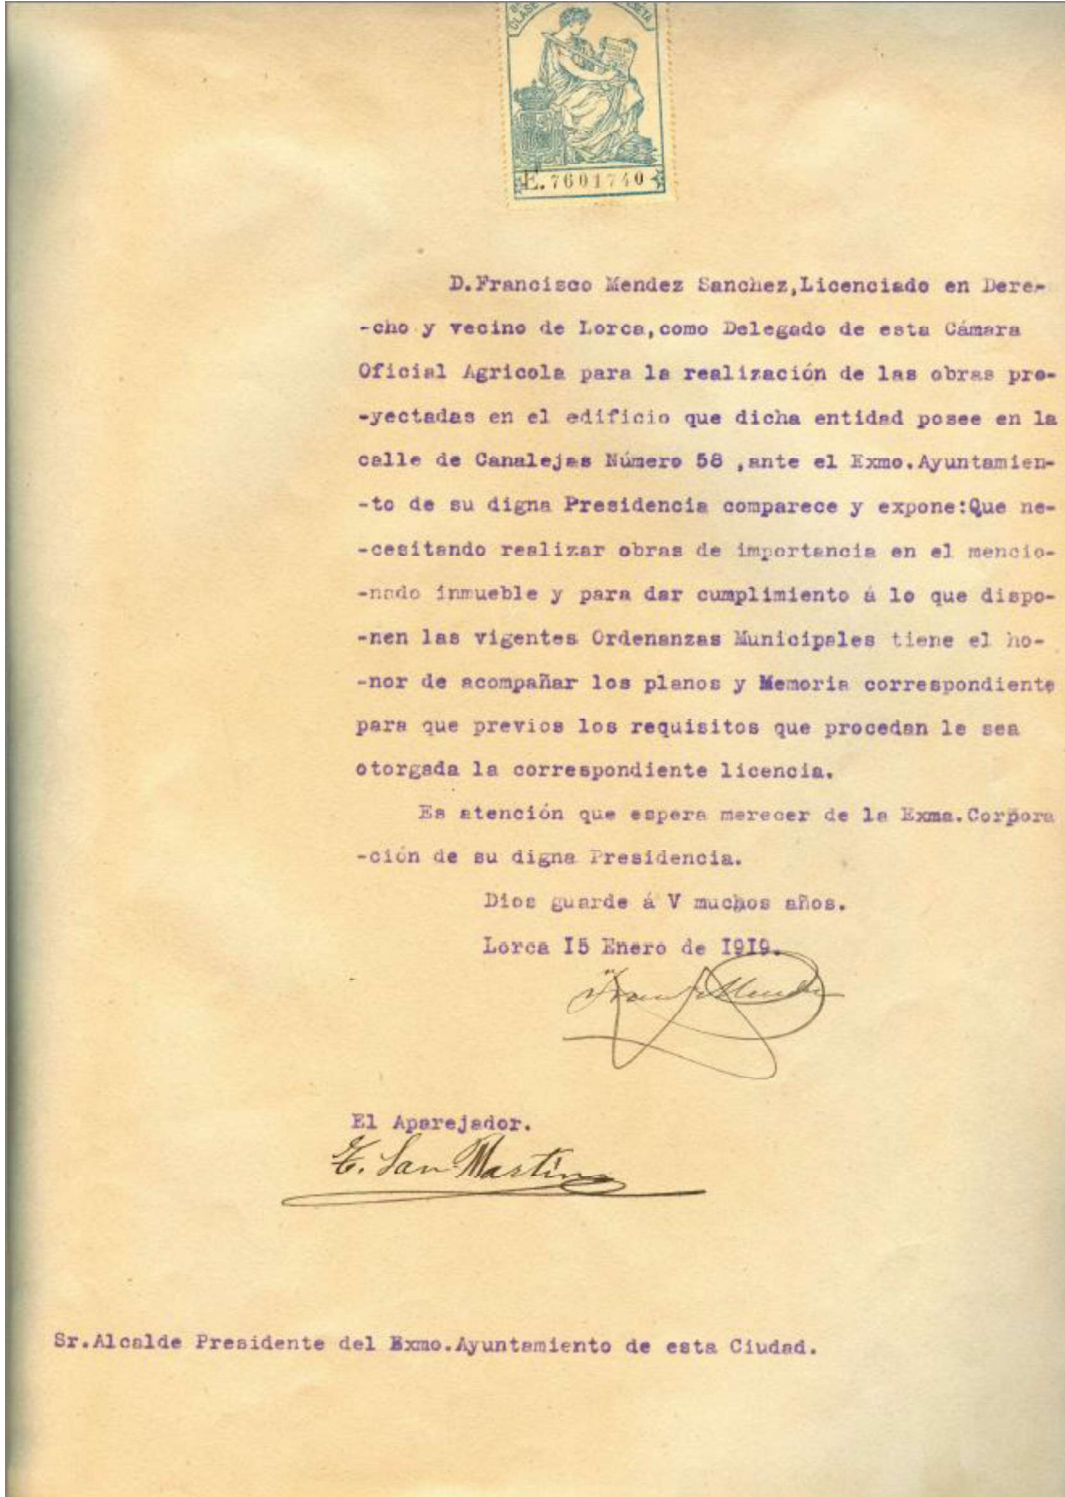 CLASE
E.7601740
D.Francisco Mendez Sanchez,Licenciado en Dere-
-cho y vecino de Lorca,como Delegado de esta Cámara
Oficial Agricola para la realización de las obras pro-
-yectadas en el edificio que dicha entidad posee en la
calle de Canalejas Número 58 ,ante el Exmo.Ayuntamien-
-to de su digna Presidencia comparece y expone:Que ne-
-cesitando realizar obras de importancia en el mencio-
-nado inmueble y para dar cumplimiento á lo que dispo-
-nen las vigentes Ordenanzas Municipales tiene el ho-
-nor de acompañar los planos y Memoria correspondiente
para que previos los requisitos que procedan le sea
otorgada la correspondiente licencia.
Es atención que espera merecer de la Exma.Corpora
-ción de su digna Presidencia.
Dios guarde á V muchos años.
Lorca I5 Enero de I9I9.
El Aparejador.
San Martín
Sr.Alcalde Presidente del Exmo.Ayuntamiento de esta Ciudad.